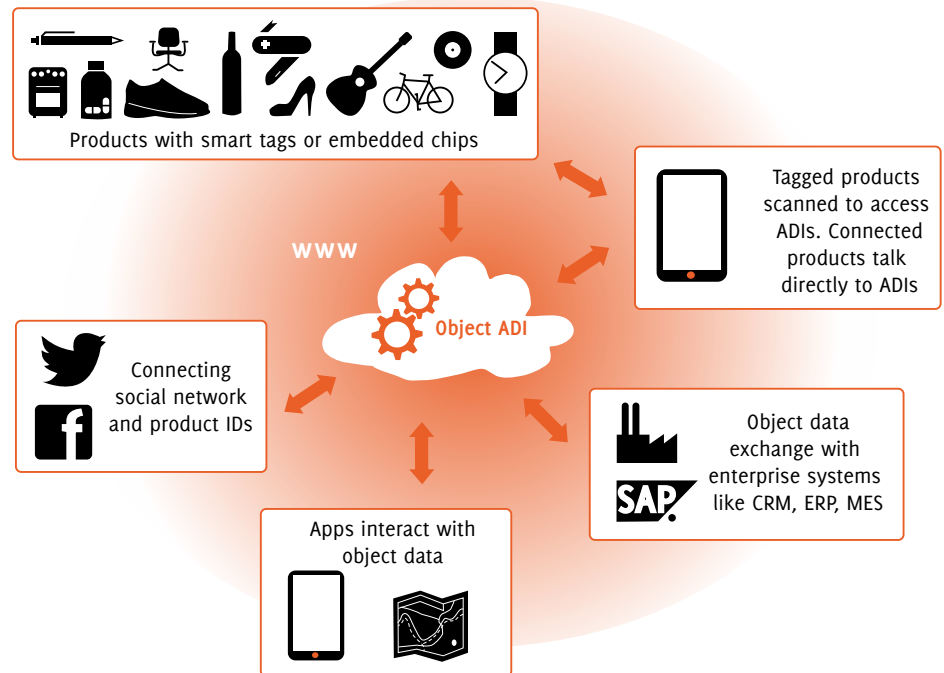 Products with smart tags or embedded chips
Tagged products
scanned to access
ADIs. Connected
products talk
directly to ADIs
www
Object ADI
Connecting
social network
and product IDs
f
Object data
exchange with
enterprise systems
like CRM, ERP, MES
SAP
Apps interact with
object data